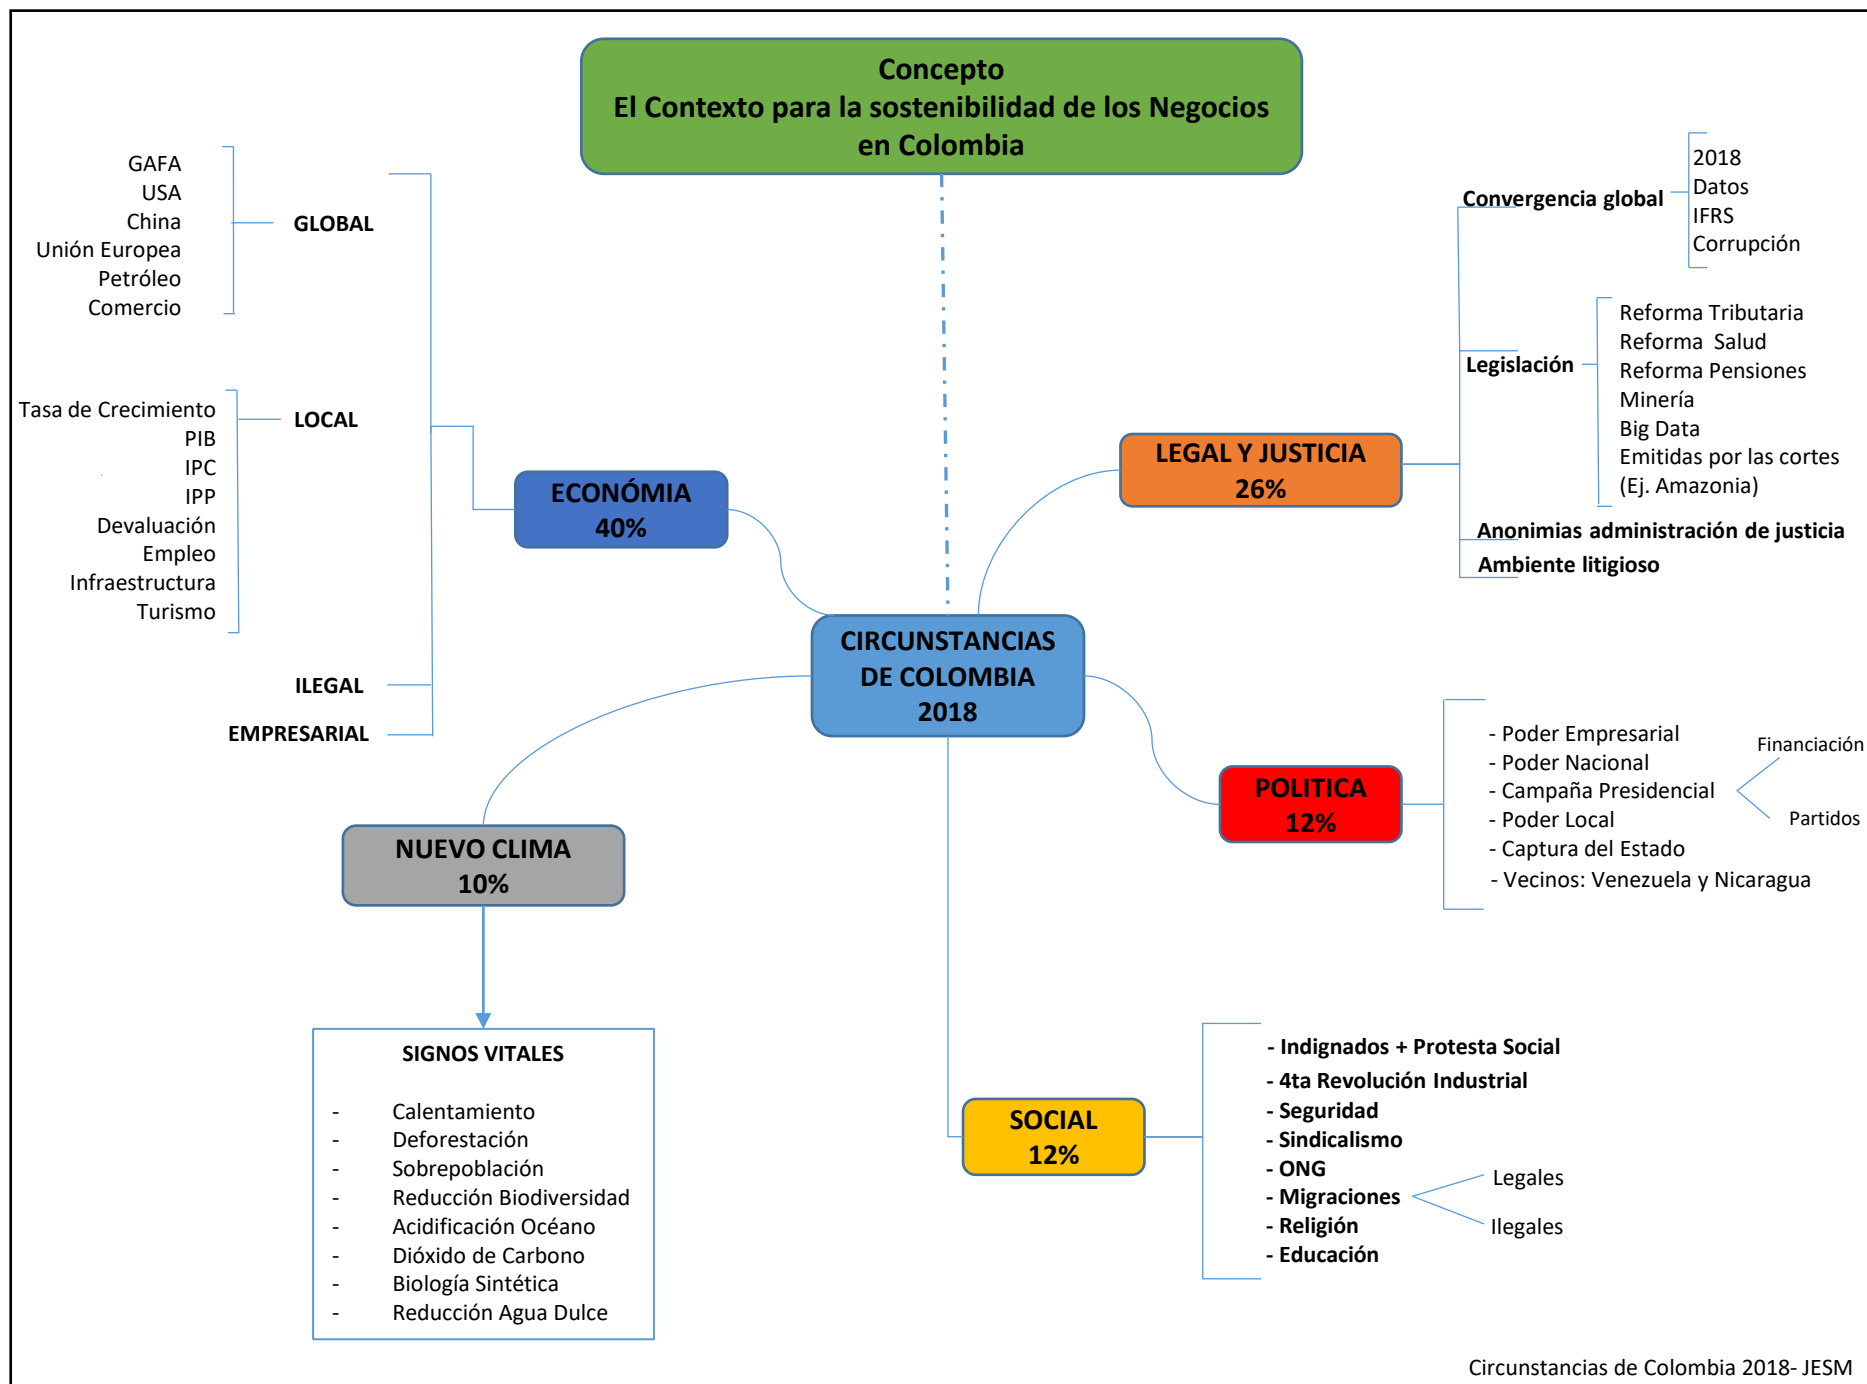 Concepto
El Contexto para la sostenibilidad de los Negocios
en Colombia
GAFA
USA
China
Unión Europea
Petróleo
Comercio
GLOBAL
Tasa de Crecimiento
PIB
IPC
IPP
Devaluación
Empleo
Infraestructura
Turismo
LOCAL
ILEGAL
EMPRESARIAL
ECONÓMIA
40%
LEGAL Y JUSTICIA
26%
Convergencia global
2018
Datos
IFRS
Corrupción
Legislación
Reforma Tributaria
Reforma  Salud
Reforma Pensiones
Minería
Big Data
Emitidas por las cortes
(Ej. Amazonia)
Anonimias administración de justicia
Ambiente litigioso
CIRCUNSTANCIAS
DE COLOMBIA
2018
POLITICA
12%
- Poder Empresarial
- Poder Nacional
- Campaña Presidencial
- Poder Local
- Captura del Estado
- Vecinos: Venezuela y Nicaragua
Financiación
Partidos
NUEVO CLIMA
10%
SIGNOS VITALES
- Calentamiento
- Deforestación
- Sobrepoblación
- Reducción Biodiversidad
- Acidificación Océano
- Dióxido de Carbono
- Biología Sintética
- Reducción Agua Dulce
SOCIAL
12%
- Indignados + Protesta Social
- 4ta Revolución Industrial
- Seguridad
- Sindicalismo
- ONG
- Migraciones
- Religión
- Educación
Legales
Ilegales
Circunstancias de Colombia 2018- JESM